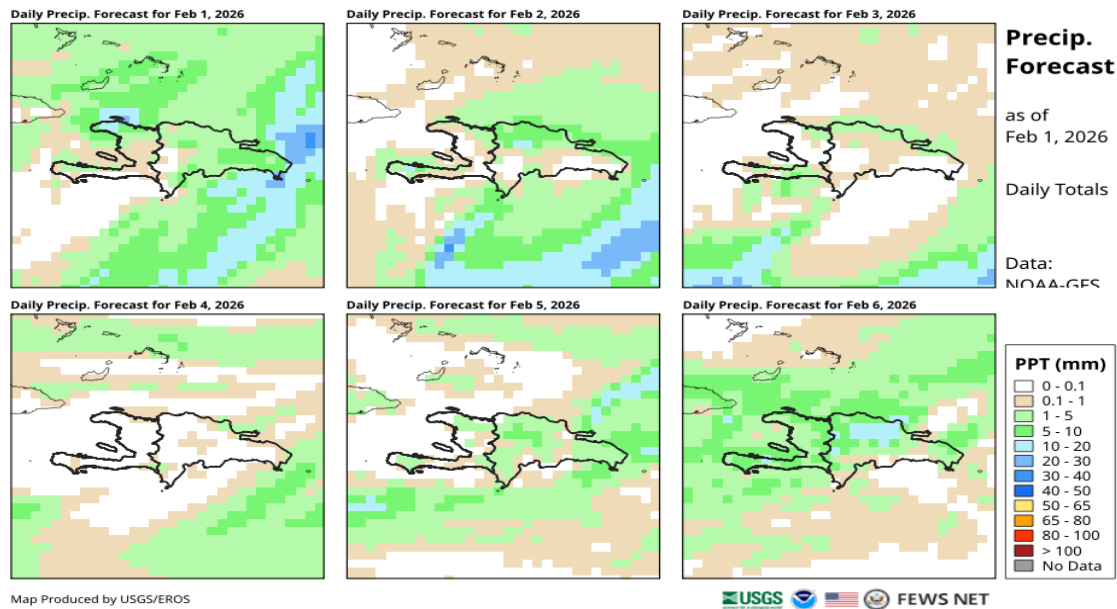 Daily Precip. Forecast for Feb 1, 2026
Daily Precip. Forecast for Feb 2, 2026
Daily Precip. Forecast for Feb 3, 2026
Precip.
Forecast
as of
Feb 1, 2026
Daily Totals
Data:
NOAA-GFS
Daily Precip. Forecast for Feb 4, 2026
Daily Precip. Forecast for Feb 5, 2026
Daily Precip. Forecast for Feb 6, 2026
PPT (mm)
0 - 0.1
0.1 - 1
1 - 5
5 - 10
10 - 20
20 - 30
30 - 40
40 - 50
50 - 65
65 - 80
80 - 100
> 100
No Data
Map Produced by USGS/EROS
USGS
FEWS NET